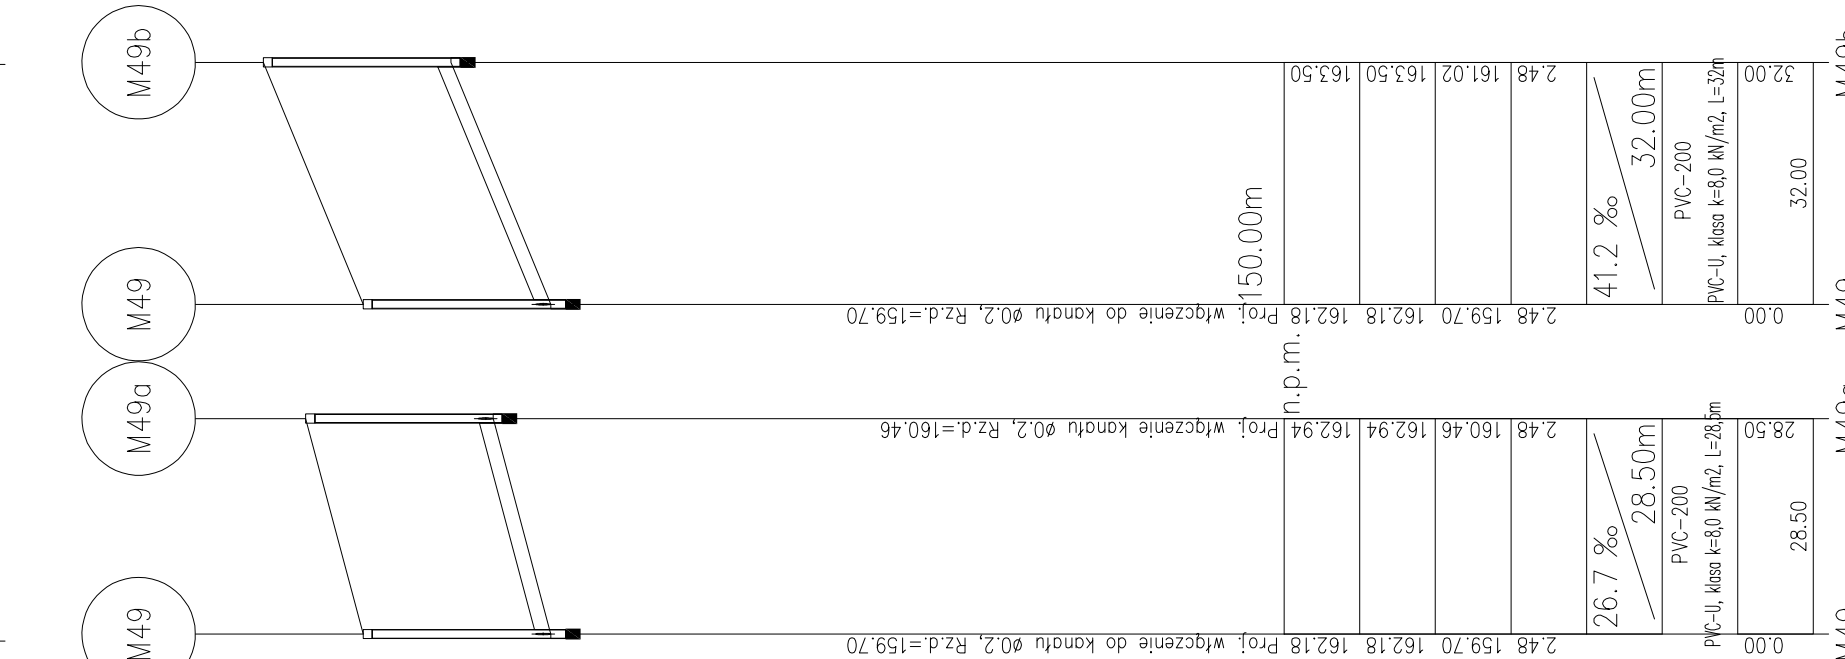 M49b
163.50
163.50
161.02
2.48
32.00
41.2 ‰
32.00m
PVC-200
PVC-U, klasa k=8,0 kN/m2, L=32m
32.00
150.00m
n.p.m.
M49
Proj. włączenie do kanału ø0.2, Rz.d.=159.70
162.18
162.18
159.70
2.48
0.00
M49a
Proj. włączenie kanału ø0.2, Rz.d.=160.46
162.94
162.94
160.46
2.48
28.50
26.7 ‰
28.50m
PVC-200
PVC-U, klasa k=8,0 kN/m2, L=28,5m
28.50
M49
Proj. włączenie do kanału ø0.2, Rz.d.=159.70
162.18
162.18
159.70
2.48
0.00